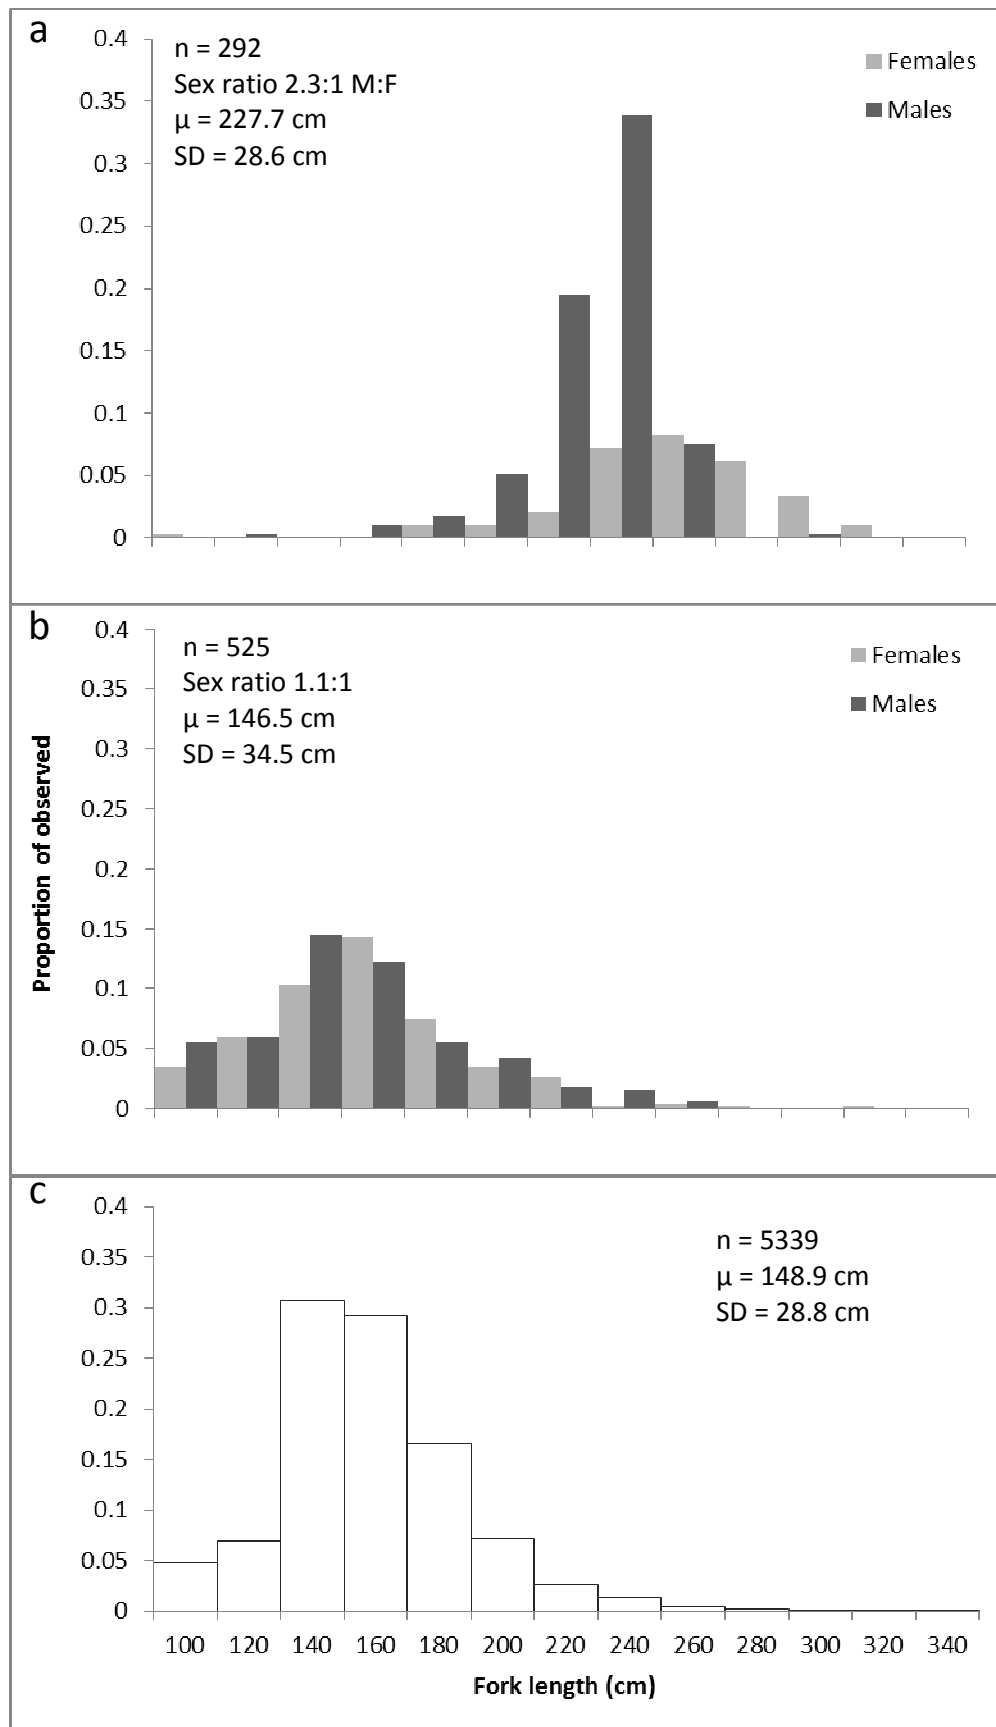 a
0.4
n = 292
Sex ratio 2.3:1 M:F
μ = 227.7 cm
SD = 28.6 cm
Females
Males
0.35
0.3
0.25
0.2
0.15
0.1
0.05
0
b
0.4
n = 525
Sex ratio 1.1:1
μ = 146.5 cm
SD = 34.5 cm
Females
Males
0.35
0.3
0.25
0.2
0.15
0.1
0.05
0
Proportion of observed
c
0.4
n = 5339
μ = 148.9 cm
SD = 28.8 cm
0.35
0.3
0.25
0.2
0.15
0.1
0.05
0
100 120 140 160 180 200 220 240 260 280 300 320 340
Fork length (cm)